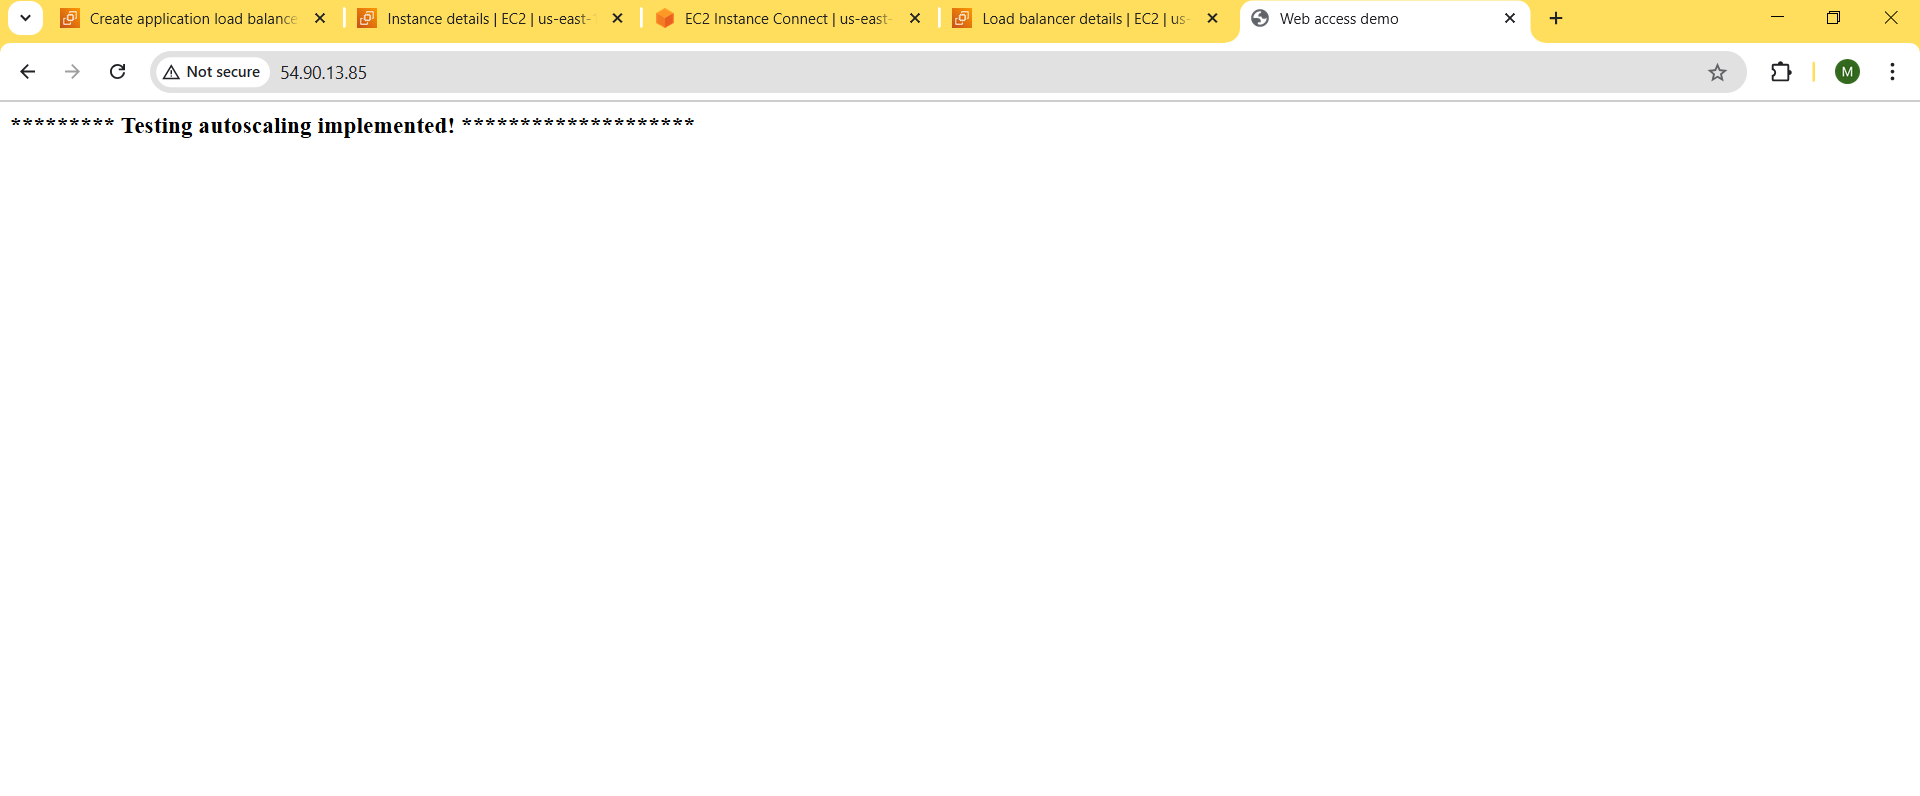 Create application load balance
Instance details | EC2 | us-east-1
EC2 Instance Connect | us-east-
Load balancer details | EC2 | us-
Web access demo
Not secure
54.90.13.85
M
********* Testing autoscaling implemented! ********************